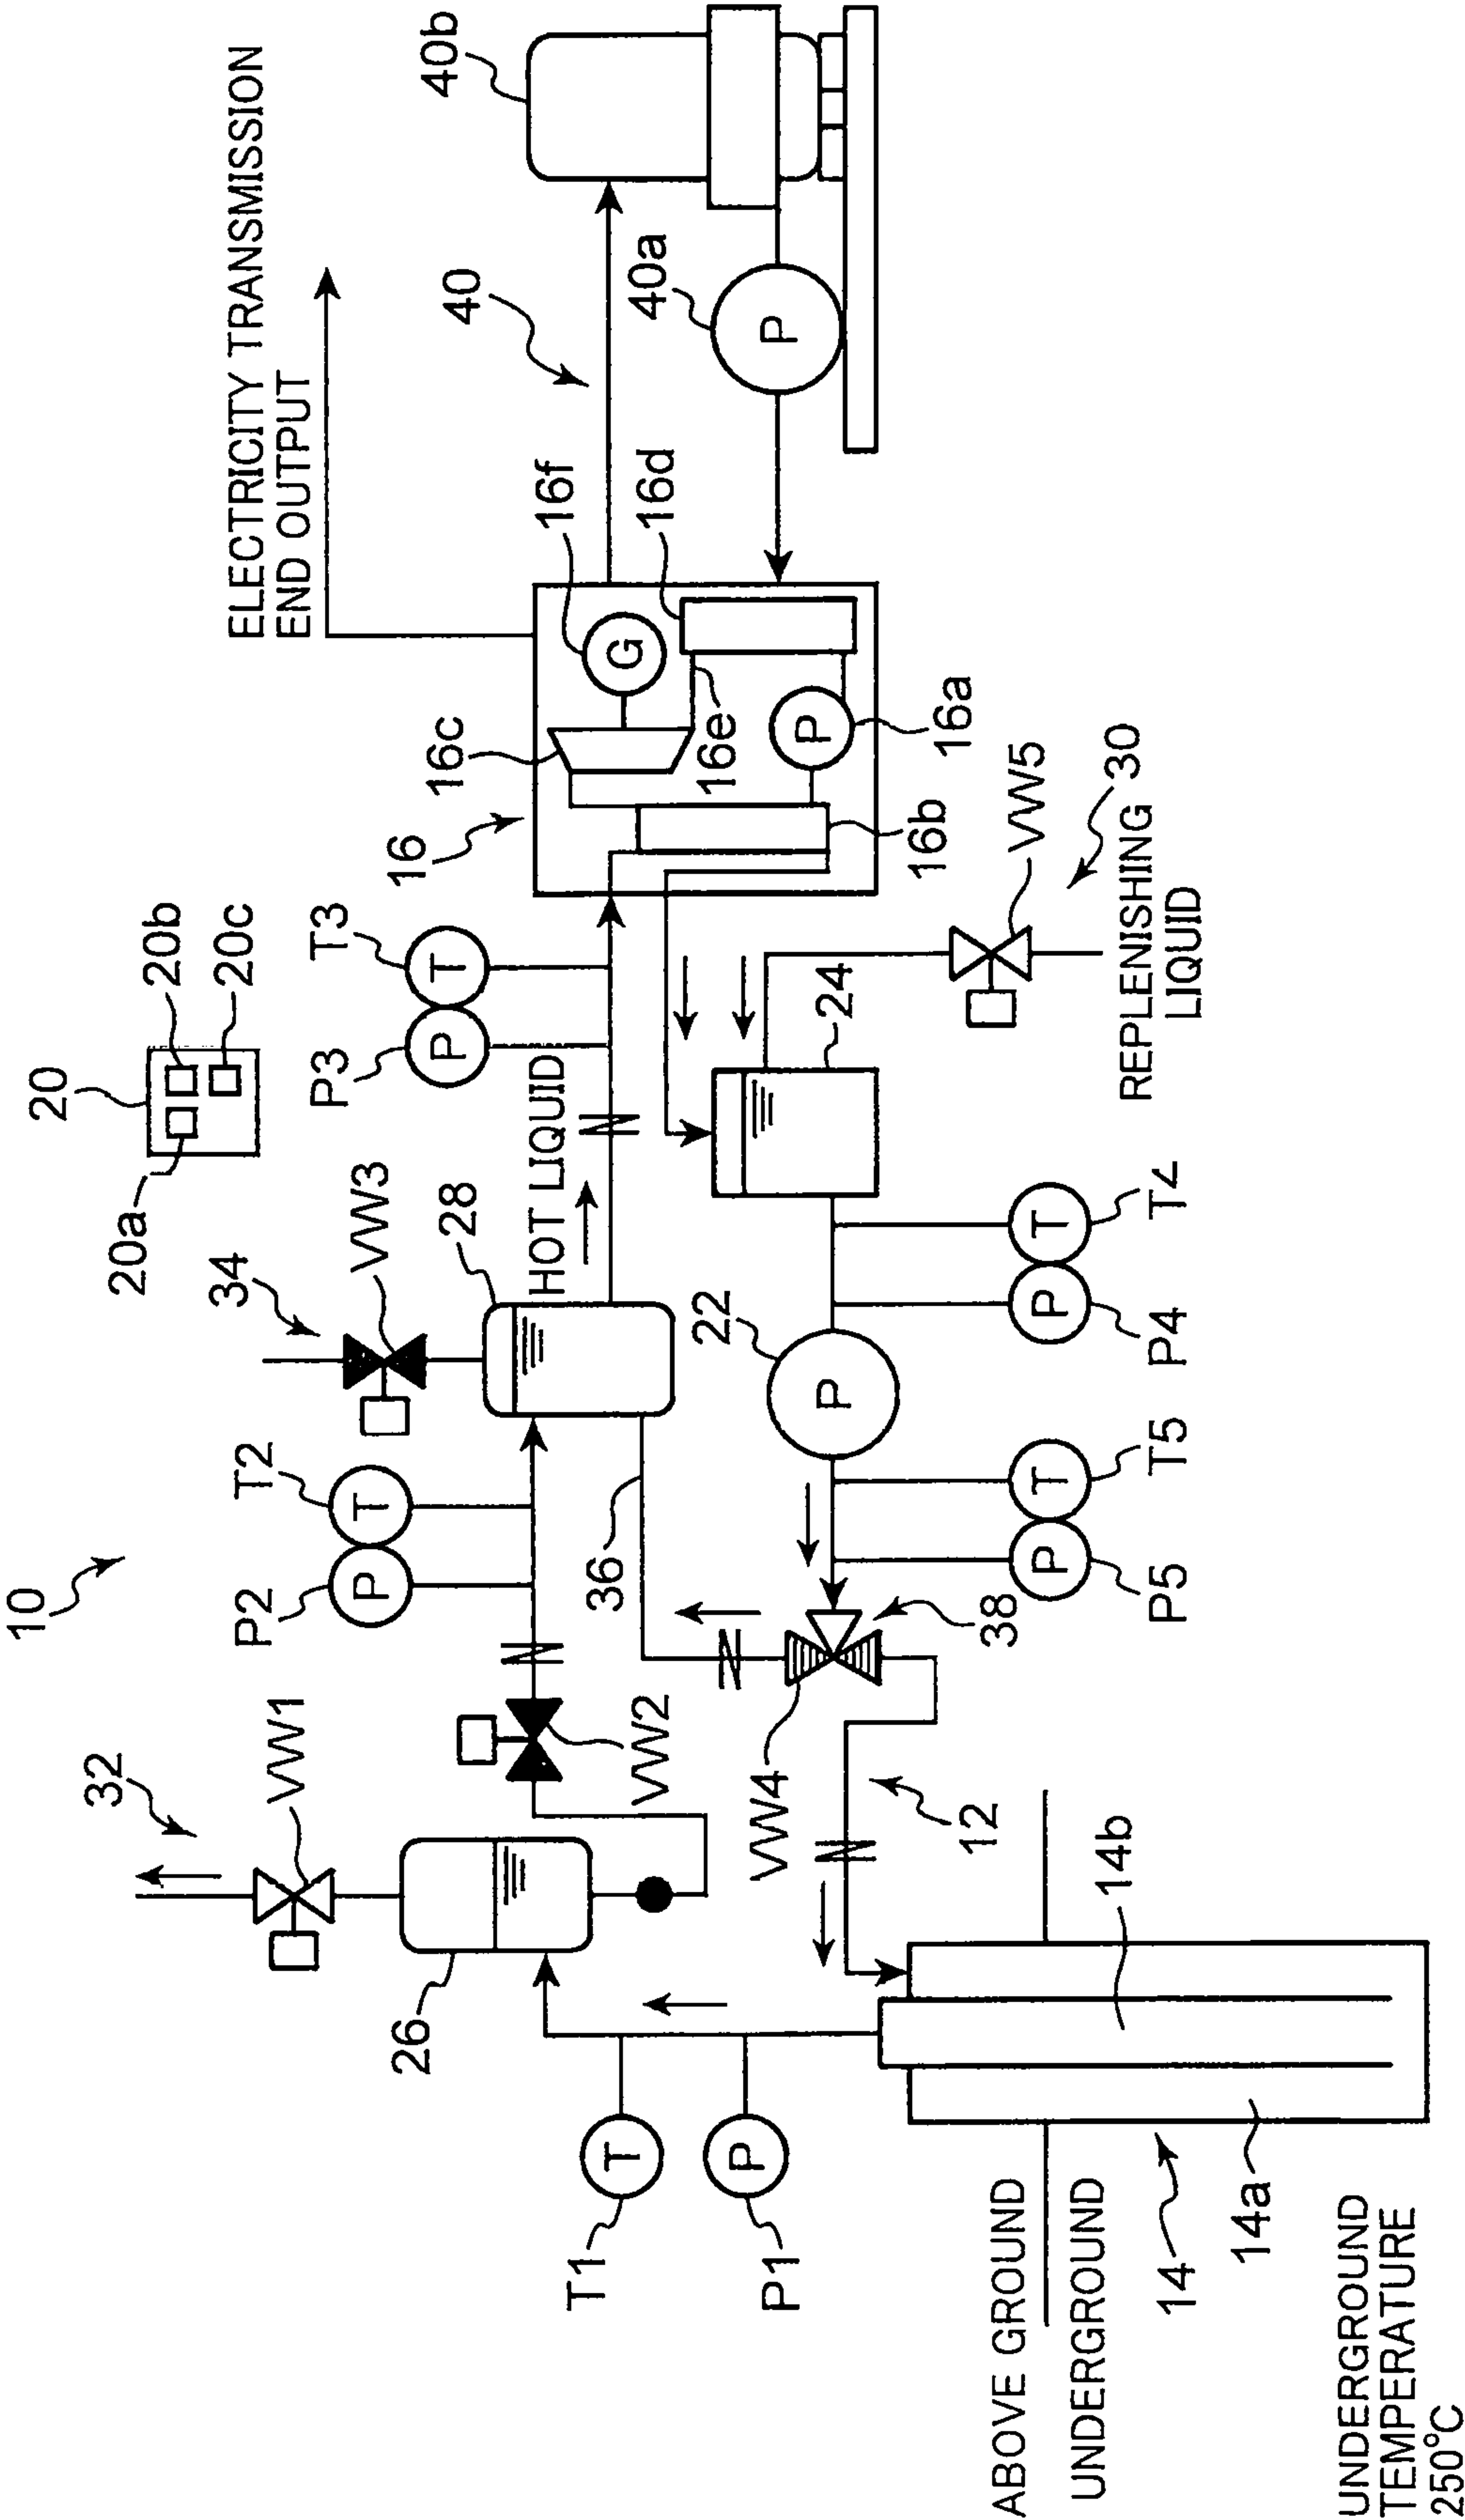 10
32
VW1
26
T1
T
P1
P
P2
P
T2
T
VW2
34
VW3
28
36
HOT LIQUID
20
20a
20b
20c
P3
P
T3
T
16
16c
16f
G
16d
16e
P
16a
16b
ELECTRICITY TRANSMISSION
END OUTPUT
40
40a
P
40b
VW5
30
REPLENISHING
LIQUID
24
T4
T
P4
P
22
P
T5
T
P5
P
38
VW4
12
14b
14a
14
ABOVE GROUND
UNDERGROUND
UNDERGROUND
TEMPERATURE
250°C